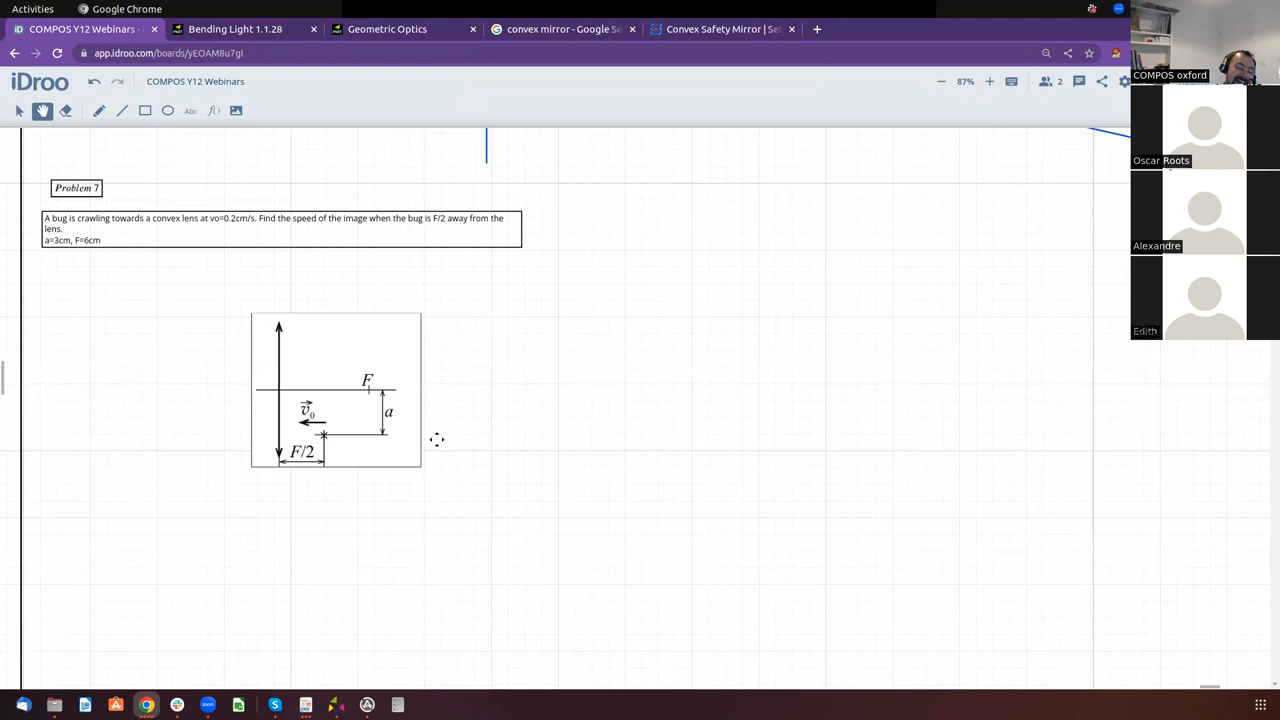 Activities
Google Chrome
COMPOS Y12 Webinars -
Bending Light 1.1.28
Geometric Optics
convex mirror - Google Se
Convex Safety Mirror | Se
app.idroo.com/boards/yEOAM8u7gI
iDroo
COMPOS Y12 Webinars
87%
2
Abc
f()
COMPOS oxford
Oscar Roots
Alexandre
Edith
Problem 7
A bug is crawling towards a convex lens at vo=0.2cm/s. Find the speed of the image when the bug is F/2 away from the
lens.
a=3cm, F=6cm
F
v0
a
F/2